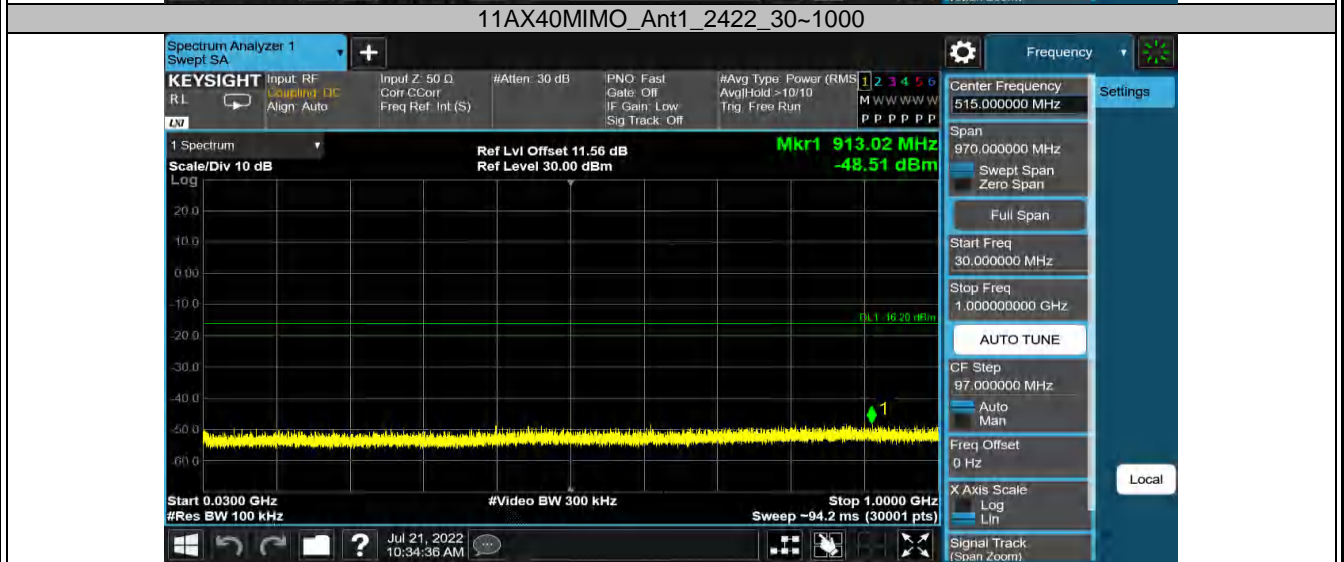 11AX40MIMO_Ant1_2422_30~1000
Spectrum Analyzer 1
Swept SA
+
Frequency
KEYSIGHT
RL
LXI
Input: RF
Coupling: DC
Align: Auto
Input Z: 50 Ω
Corr CCorr
Freq Ref: Int (S)
#Atten: 30 dB
PNO: Fast
Gate: Off
IF Gain: Low
Sig Track: Off
#Avg Type: Power (RMS
Avg|Hold >10/10
Trig: Free Run
1 2 3 4 5 6
M W W W W W
P P P P P P
1 Spectrum
Scale/Div 10 dB
Ref Lvl Offset 11.56 dB
Ref Level 30.00 dBm
Mkr1 913.02 MHz
-48.51 dBm
Log
20.0
10.0
0.00
-10.0
DL1 -16.20 dBm
-20.0
-30.0
-40.0
1
-50.0
-60.0
Start 0.0300 GHz
#Res BW 100 kHz
#Video BW 300 kHz
Stop 1.0000 GHz
Sweep ~94.2 ms (30001 pts)
?
Jul 21, 2022
10:34:36 AM
Center Frequency
515.000000 MHz
Span
970.000000 MHz
Swept Span
Zero Span
Full Span
Start Freq
30.000000 MHz
Stop Freq
1.000000000 GHz
AUTO TUNE
CF Step
97.000000 MHz
Auto
Man
Freq Offset
0 Hz
X Axis Scale
Log
Lin
Signal Track
(Span Zoom)
Settings
Local